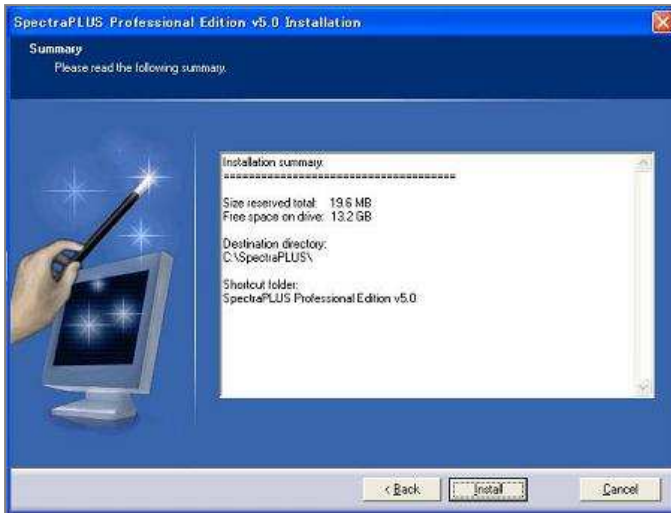 SpectraPLUS Professional Edition v5.0 Installation
Summary
Please read the following summary.
Installation summary:
=====================================
Size reserved total: 19.6 MB
Free space on drive: 13.2 GB
Destination directory:
C:\SpectraPLUS\
Shortcut folder:
SpectraPLUS Professional Edition v5.0
< Back
Install
Cancel